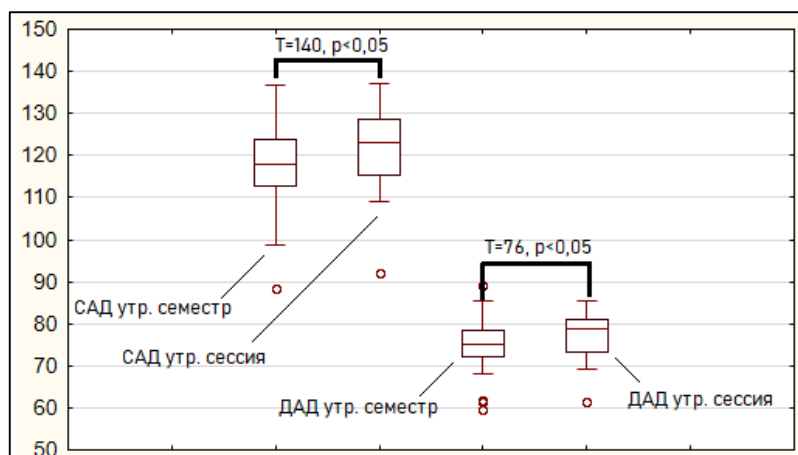 150
140
130
120
110
100
90
80
70
60
50
T=140, p<0,05
T=76, p<0,05
САД утр. семестр
САД утр. сессия
ДАД утр. семестр
ДАД утр. сессия